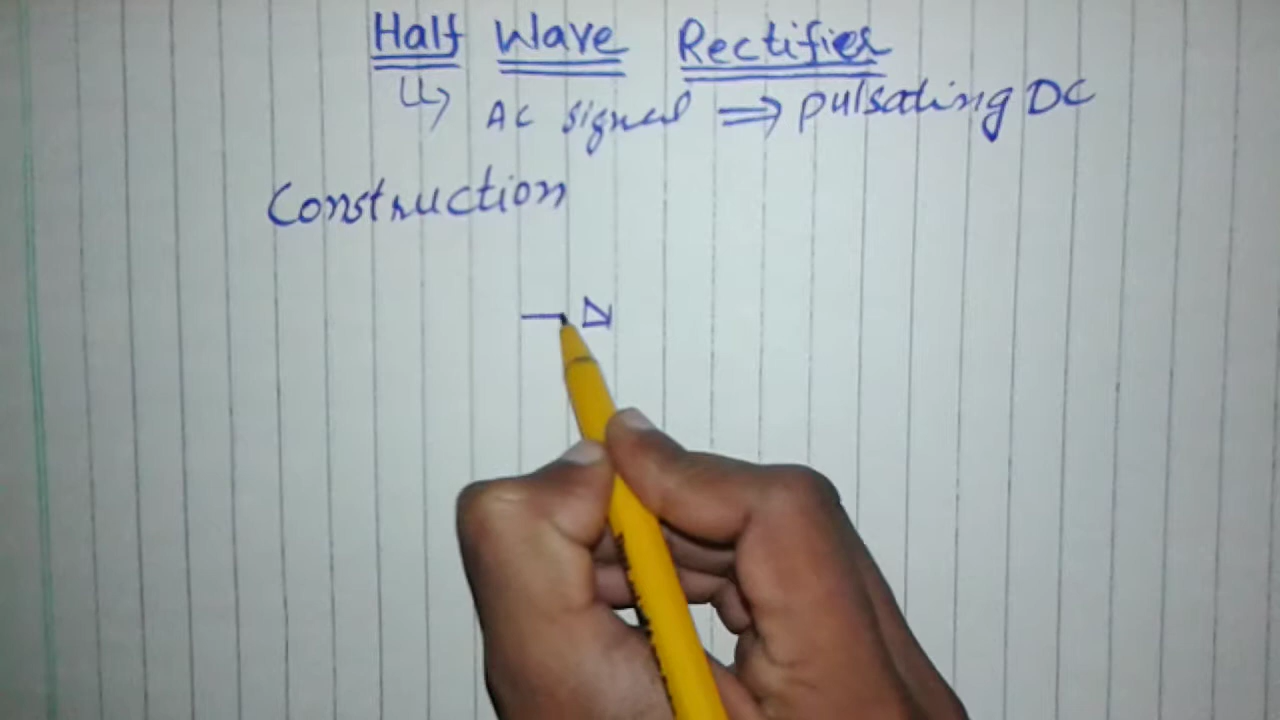 Half Wave Rectifier
↳ AC signal ⇒ pulsating DC
Construction